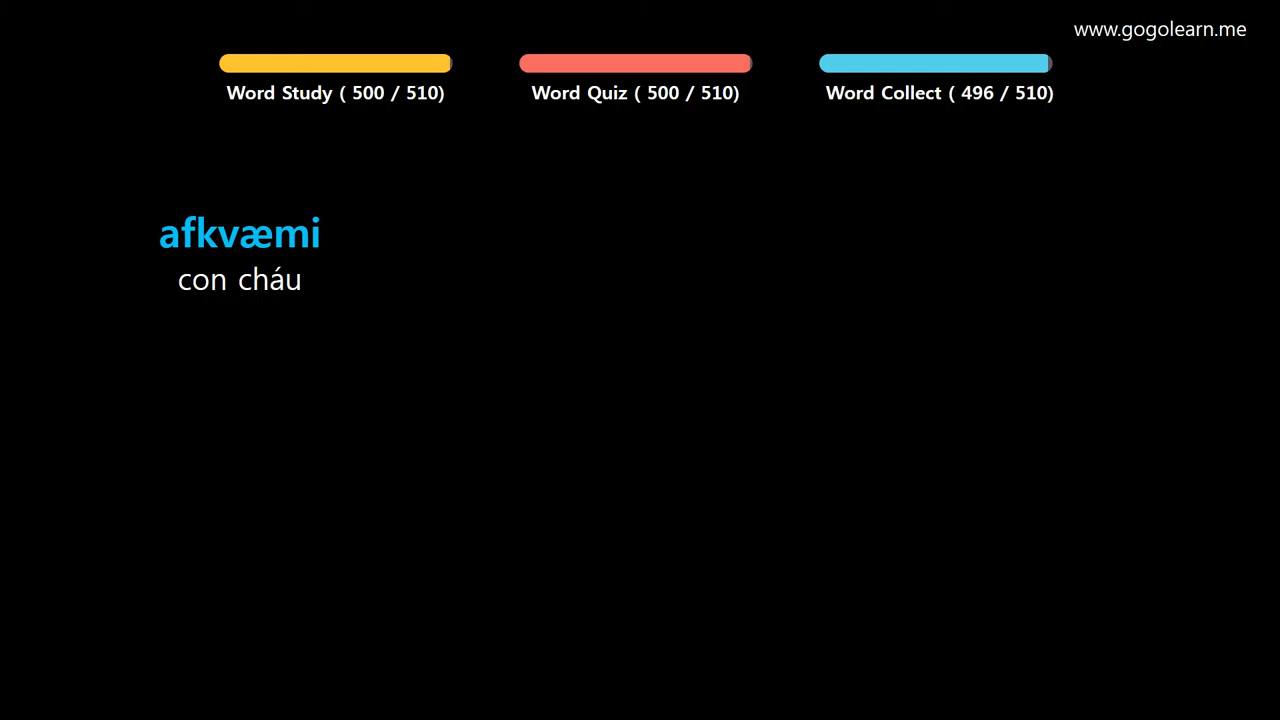 www.gogolearn.me
Word Study ( 500 / 510)
Word Quiz ( 500 / 510)
Word Collect ( 496 / 510)
afkvæmi
con cháu